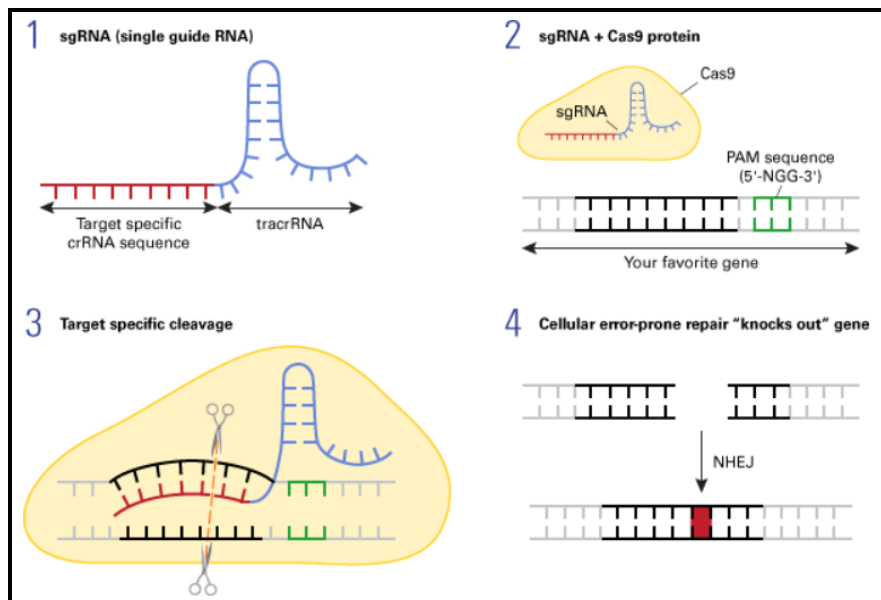 1 sgRNA (single guide RNA)
Target specific
crRNA sequence
tracrRNA
2 sgRNA + Cas9 protein
Cas9
sgRNA
PAM sequence
(5'-NGG-3')
Your favorite gene
3 Target specific cleavage
4 Cellular error-prone repair "knocks out" gene
NHEJ